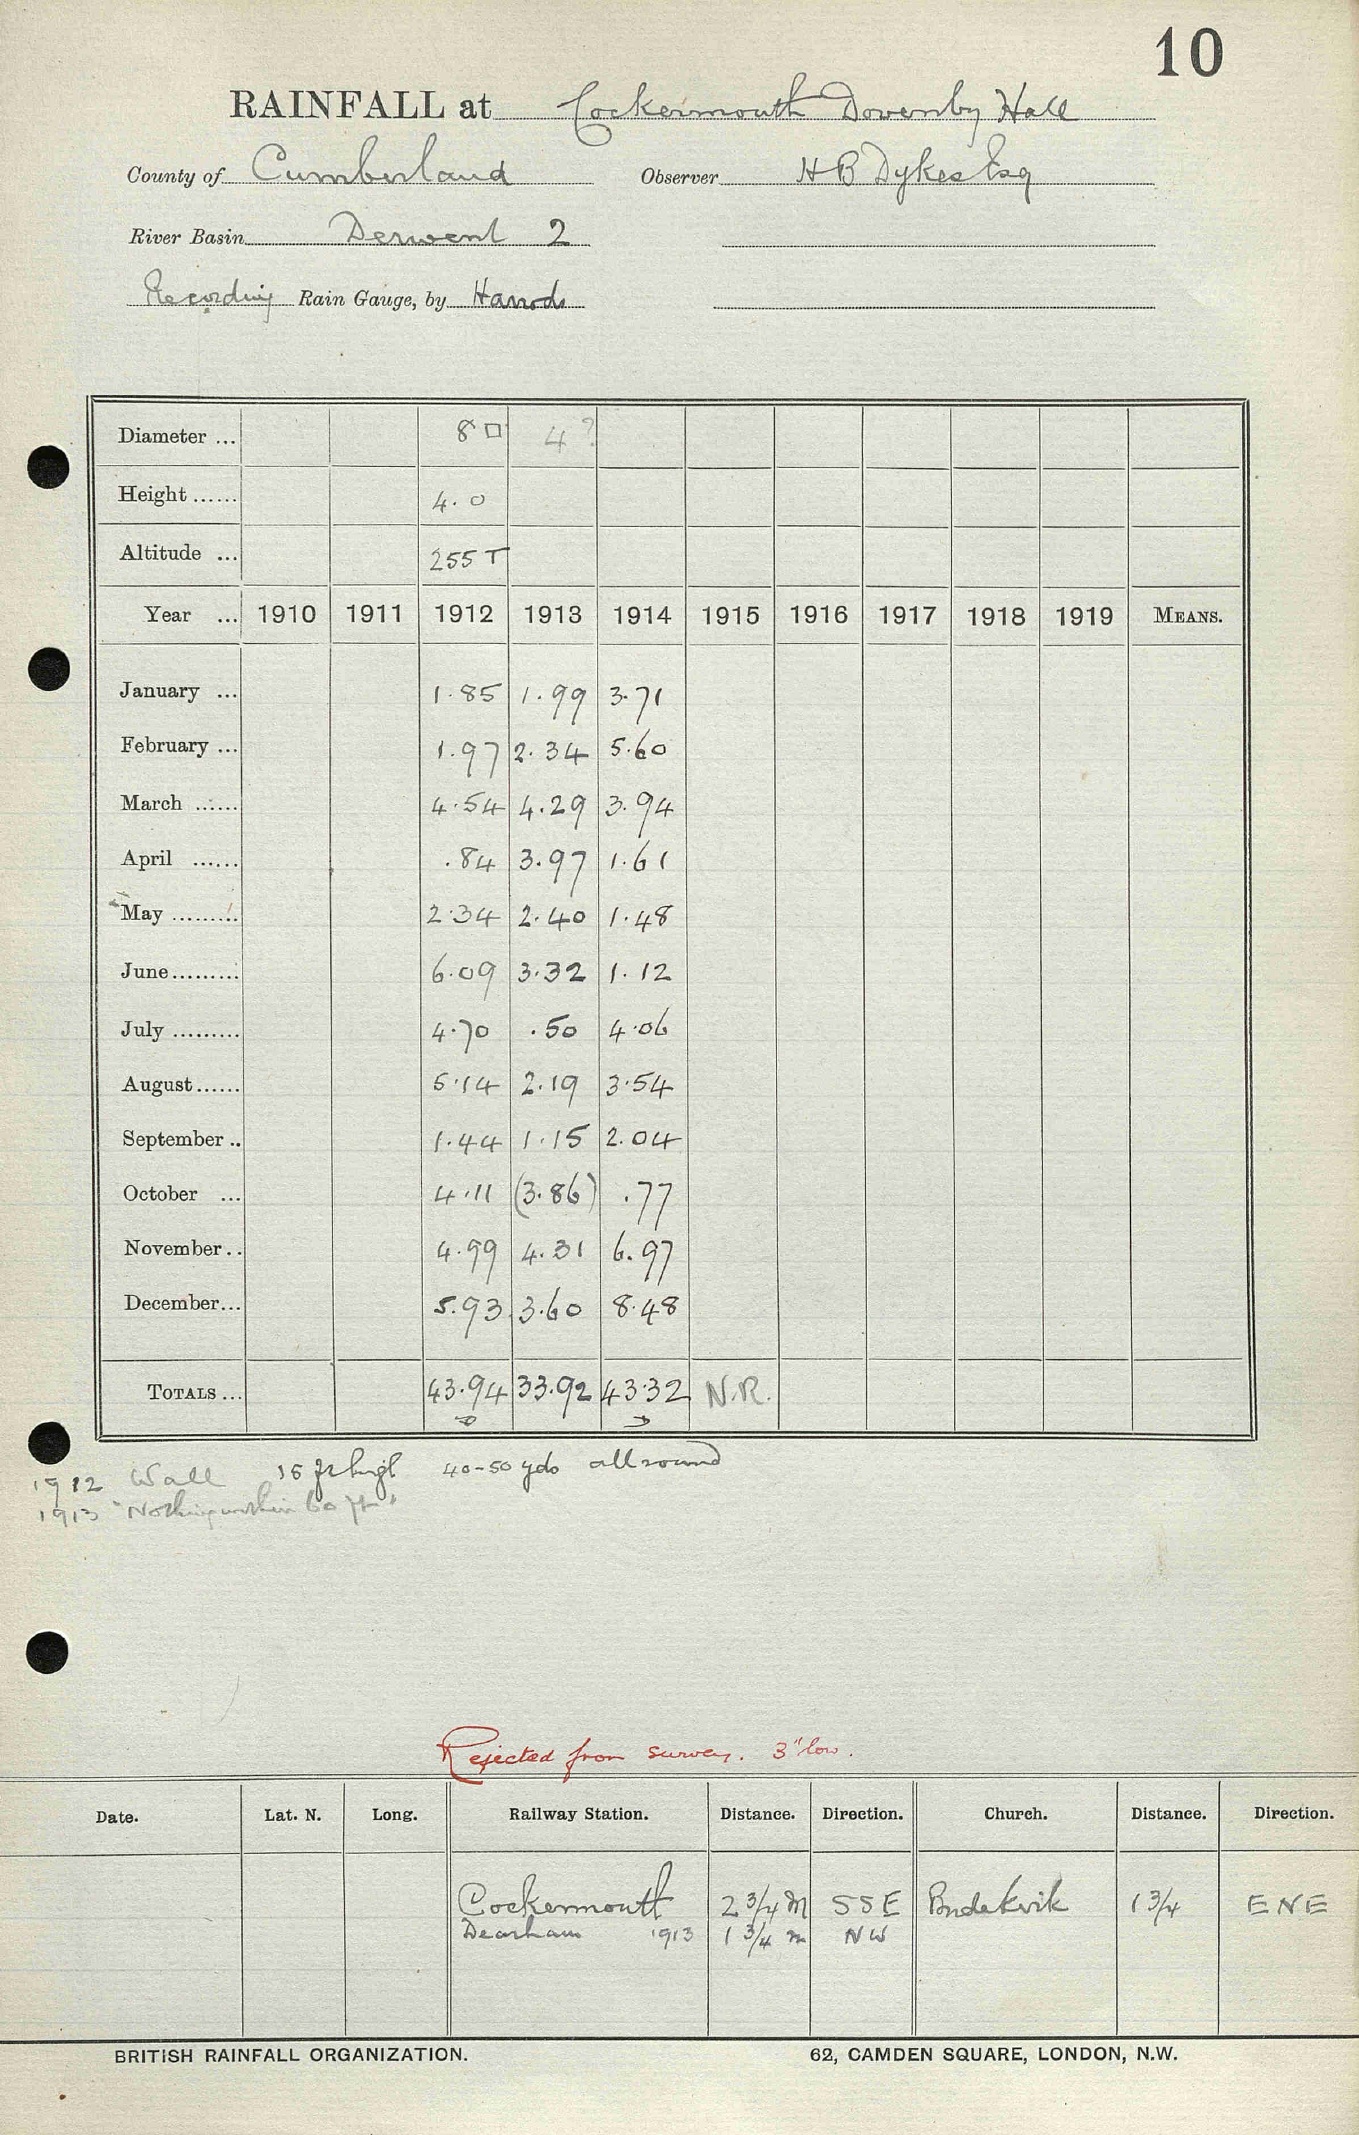 10
RAINFALL at Cockermouth Dovenby Hall
County of Cumberland Observer H B Dykes Esq
River Basin Derwent 2
Recording Rain Gauge, by Harrods
Diameter ... 8 □ 4?
Height ...... 4.0
Altitude ... 255 T
Year ... 1910 1911 1912 1913 1914 1915 1916 1917 1918 1919 MEANS.
January ... 1.85 1.99 3.71
February ... 1.97 2.34 5.60
March ...... 4.54 4.29 3.94
April ...... .84 3.97 1.61
May ......... 2.34 2.40 1.48
June ......... 6.09 3.32 1.12
July ......... 4.70 .50 4.06
August ...... 5.14 2.19 3.54
September .. 1.44 1.15 2.04
October ... 4.11 (3.86) .77
November .. 4.99 4.31 6.97
December ... 5.93 3.60 8.48
TOTALS ... 43.94 33.92 43.32 N.R.
1912 Wall 15 ft high 40-50 yds all round
1913 "Nothing within 60 ft"
Rejected from survey. 3" low.
Date. Lat. N. Long. Railway Station. Distance. Direction. Church. Distance. Direction.
Cockermouth 2 3/4 m SSE Bridekirk 1 3/4 ENE
Dearham 1913 1 3/4 m NW
BRITISH RAINFALL ORGANIZATION. 62, CAMDEN SQUARE, LONDON, N.W.